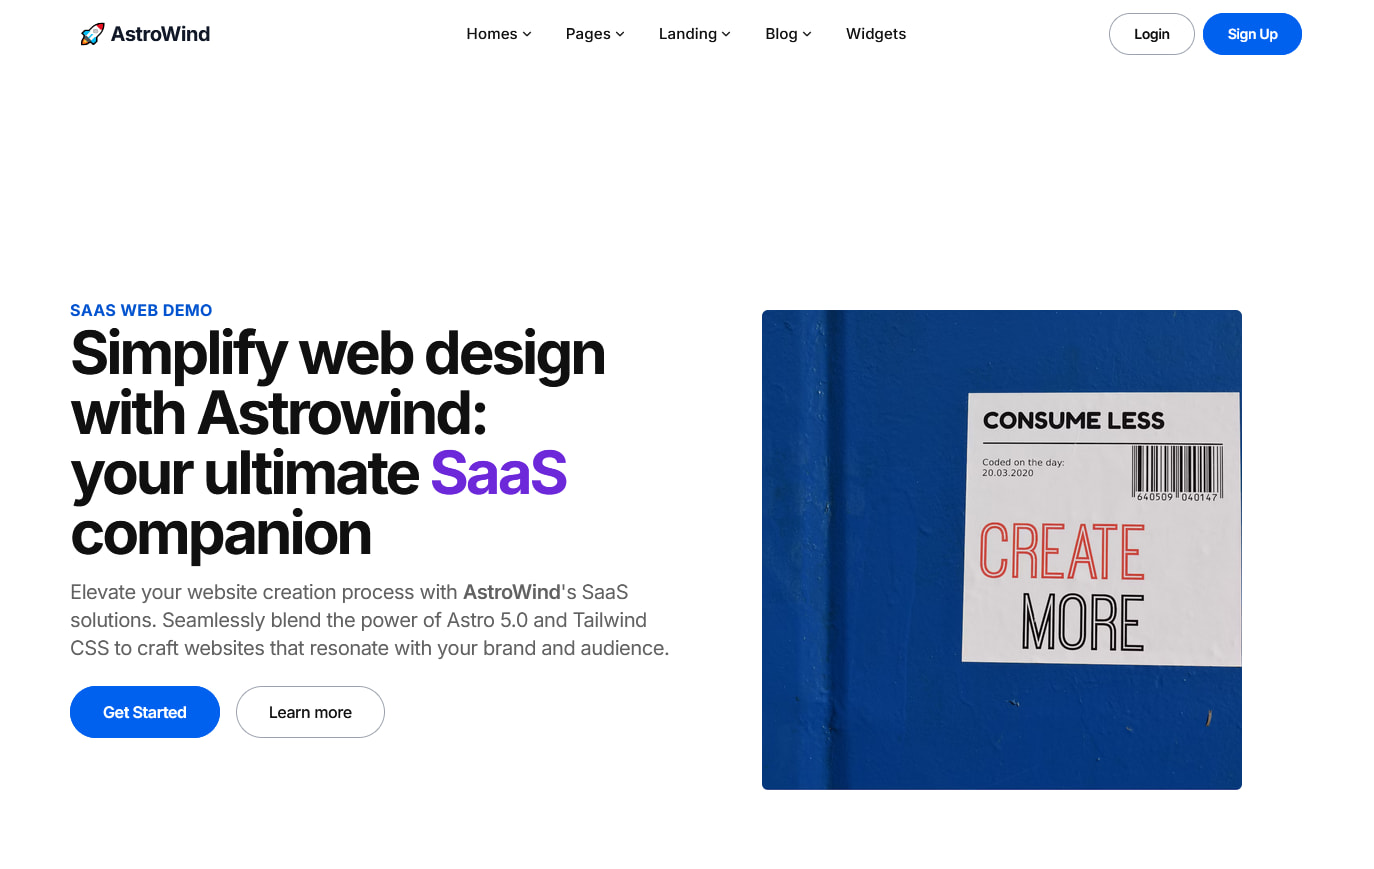 AstroWind
Homes
Pages
Landing
Blog
Widgets
Login
Sign Up
SAAS WEB DEMO
Simplify web design
with Astrowind:
your ultimate SaaS
companion
Elevate your website creation process with AstroWind's SaaS
solutions. Seamlessly blend the power of Astro 5.0 and Tailwind
CSS to craft websites that resonate with your brand and audience.
Get Started
Learn more
CONSUME LESS
Coded on the day:
20.03.2020
640509 040147
CREATE
MORE